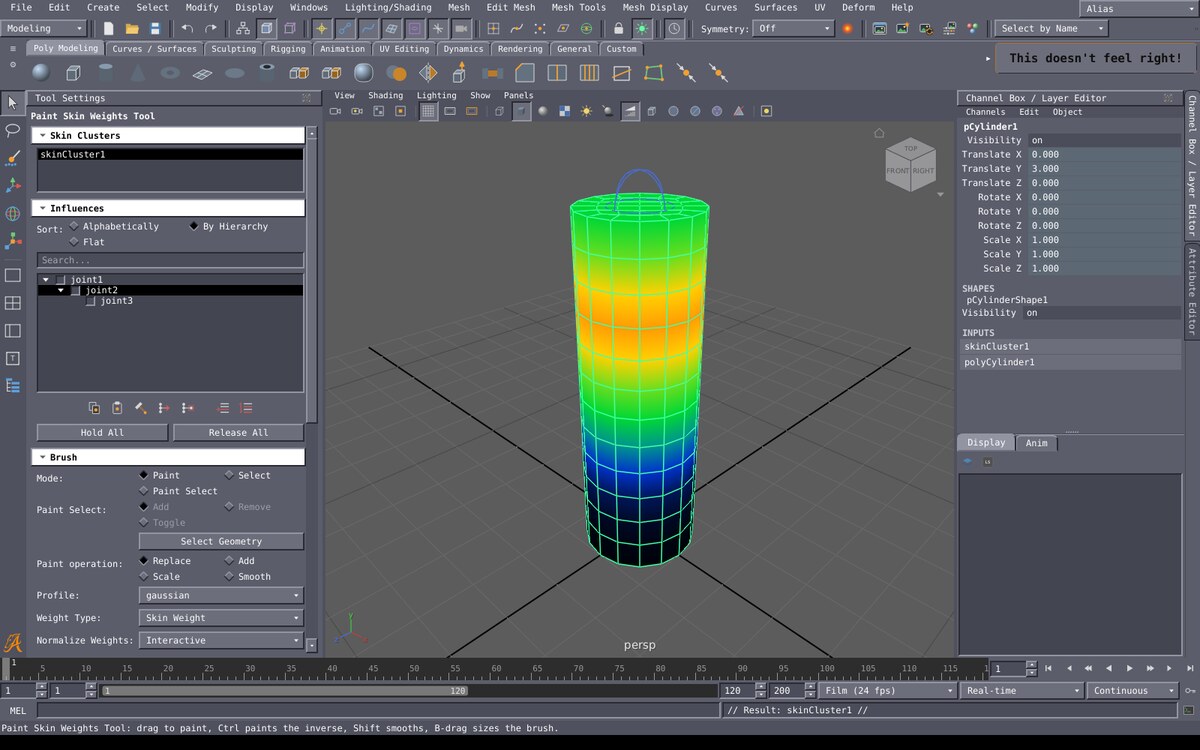 File Edit Create Select Modify Display Windows Lighting/Shading Mesh Edit Mesh Mesh Tools Mesh Display Curves Surfaces UV Deform Help
Alias
Modeling
Symmetry: Off
Select by Name
Poly Modeling Curves / Surfaces Sculpting Rigging Animation UV Editing Dynamics Rendering General Custom
This doesn't feel right!
Tool Settings
Paint Skin Weights Tool
Skin Clusters
skinCluster1
Influences
Sort: Alphabetically By Hierarchy
Flat
Search...
joint1
joint2
joint3
Hold All Release All
Brush
Mode: Paint Select
Paint Select
Paint Select: Add Remove
Toggle
Select Geometry
Paint operation: Replace Add
Scale Smooth
Profile: gaussian
Weight Type: Skin Weight
Normalize Weights: Interactive
View Shading Lighting Show Panels
TOP
FRONT RIGHT
y
persp
Channel Box / Layer Editor
Channels Edit Object
pCylinder1
Visibility on
Translate X 0.000
Translate Y 3.000
Translate Z 0.000
Rotate X 0.000
Rotate Y 0.000
Rotate Z 0.000
Scale X 1.000
Scale Y 1.000
Scale Z 1.000
SHAPES
pCylinderShape1
Visibility on
INPUTS
skinCluster1
polyCylinder1
Display Anim
Channel Box / Layer Editor
Attribute Editor
1 5 10 15 20 25 30 35 40 45 50 55 60 65 70 75 80 85 90 95 100 105 110 115 1
1
1 1 1 120 120 200 Film (24 fps) Real-time Continuous
MEL // Result: skinCluster1 //
Paint Skin Weights Tool: drag to paint, Ctrl paints the inverse, Shift smooths, B-drag sizes the brush.